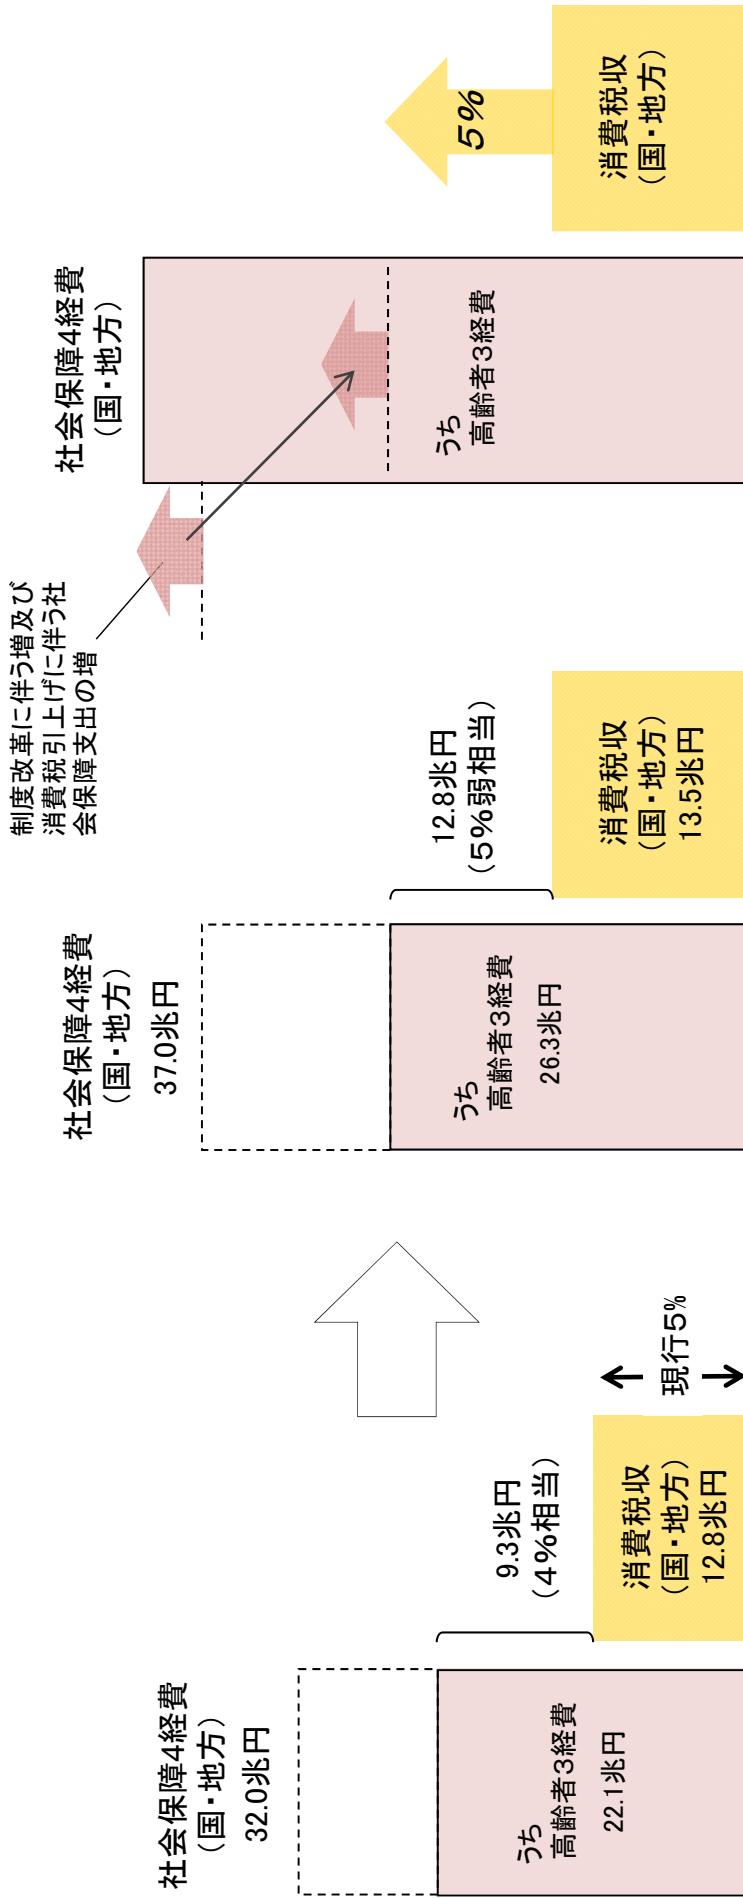 社会保障4経費
（国・地方）
32.0兆円
うち
高齢者3経費
22.1兆円
9.3兆円
（4%相当）
消費税収
（国・地方）
12.8兆円
現行5%
社会保障4経費
（国・地方）
37.0兆円
うち
高齢者3経費
26.3兆円
12.8兆円
（5%弱相当）
消費税収
（国・地方）
13.5兆円
制度改革に伴う増及び
消費税引上げに伴う社
会保障支出の増
社会保障4経費
（国・地方）
うち
高齢者3経費
5%
消費税収
（国・地方）